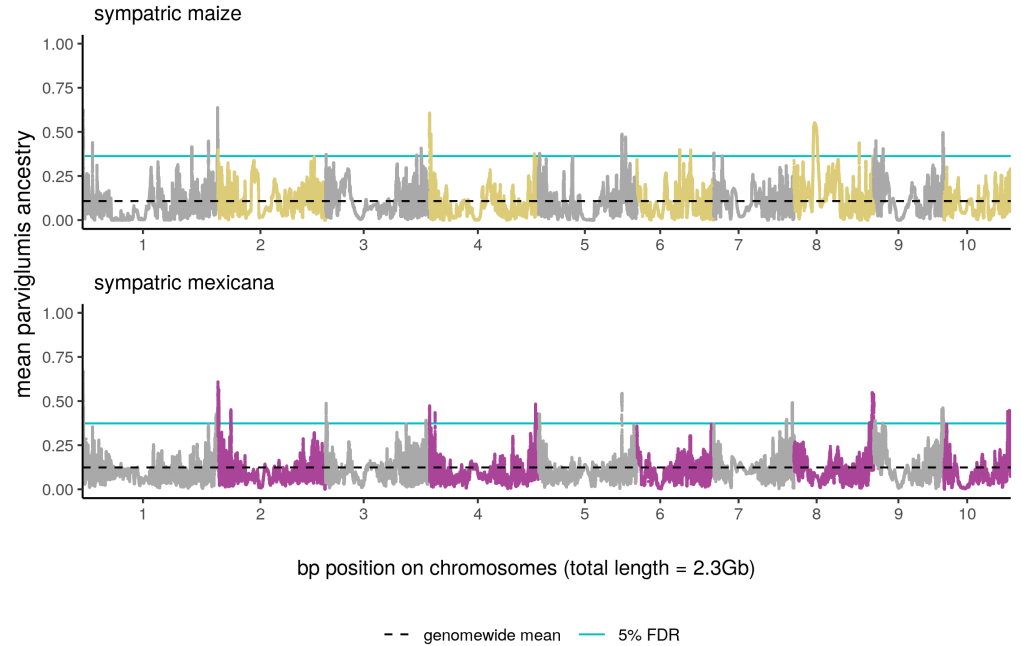 sympatric maize
1.00
0.75
0.50
0.25
0.00
1 2 3 4 5 6 7 8 9 10
mean parviglumis ancestry
sympatric mexicana
1.00
0.75
0.50
0.25
0.00
1 2 3 4 5 6 7 8 9 10
bp position on chromosomes (total length = 2.3Gb)
genomewide mean 5% FDR